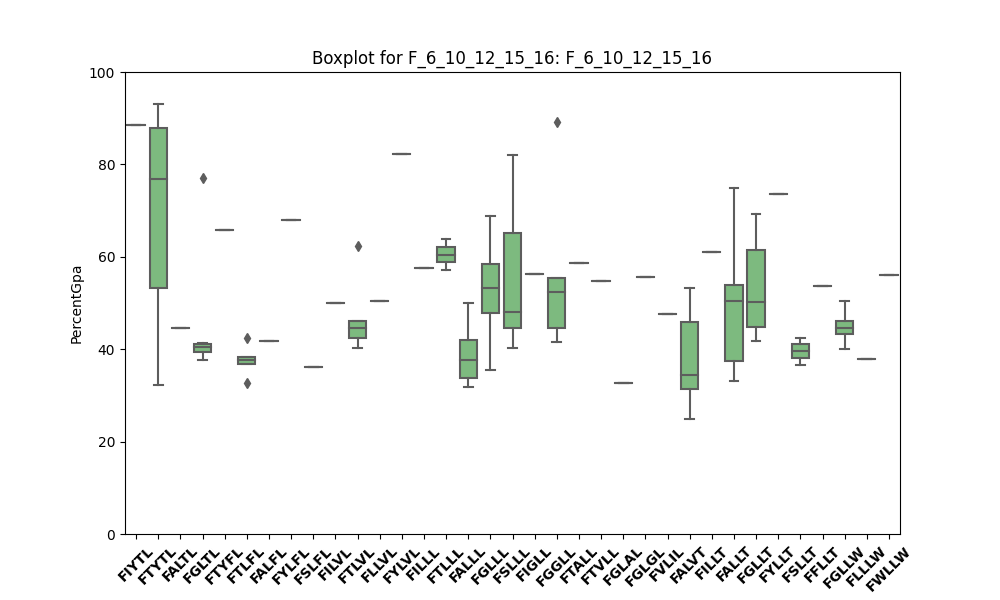 Boxplot for F_6_10_12_15_16: F_6_10_12_15_16
PercentGpa
100
80
60
40
20
0
FIYTL
FTYTL
FALTL
FGLTL
FTYFL
FTLFL
FALFL
FYLFL
FSLFL
FILVL
FTLVL
FLLVL
FYLVL
FILLL
FTLLL
FALLL
FGLLL
FSLLL
FIGLL
FGGLL
FTALL
FTVLL
FGLAL
FGLGL
FVLIL
FALVT
FILLT
FALLT
FGLLT
FYLLT
FSLLT
FFLLT
FGLLW
FLLLW
FWLLW